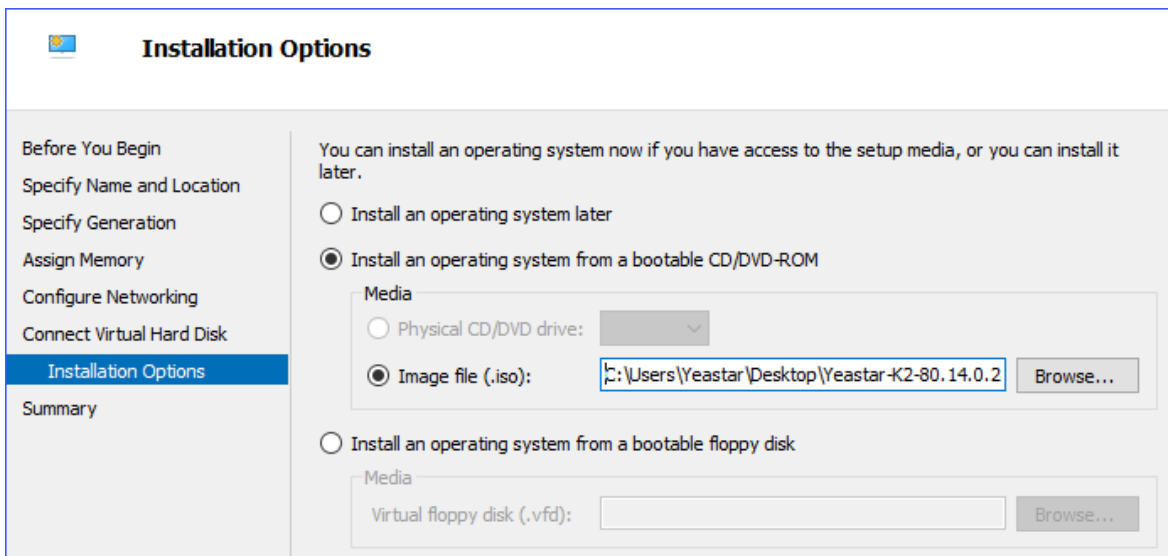 Installation Options
Before You Begin
Specify Name and Location
Specify Generation
Assign Memory
Configure Networking
Connect Virtual Hard Disk
Installation Options
Summary
You can install an operating system now if you have access to the setup media, or you can install it
later.
Install an operating system later
Install an operating system from a bootable CD/DVD-ROM
Media
Physical CD/DVD drive:
Image file (.iso): C:\Users\Yeastar\Desktop\Yeastar-K2-80.14.0.2 Browse...
Install an operating system from a bootable floppy disk
Media
Virtual floppy disk (.vfd): Browse...